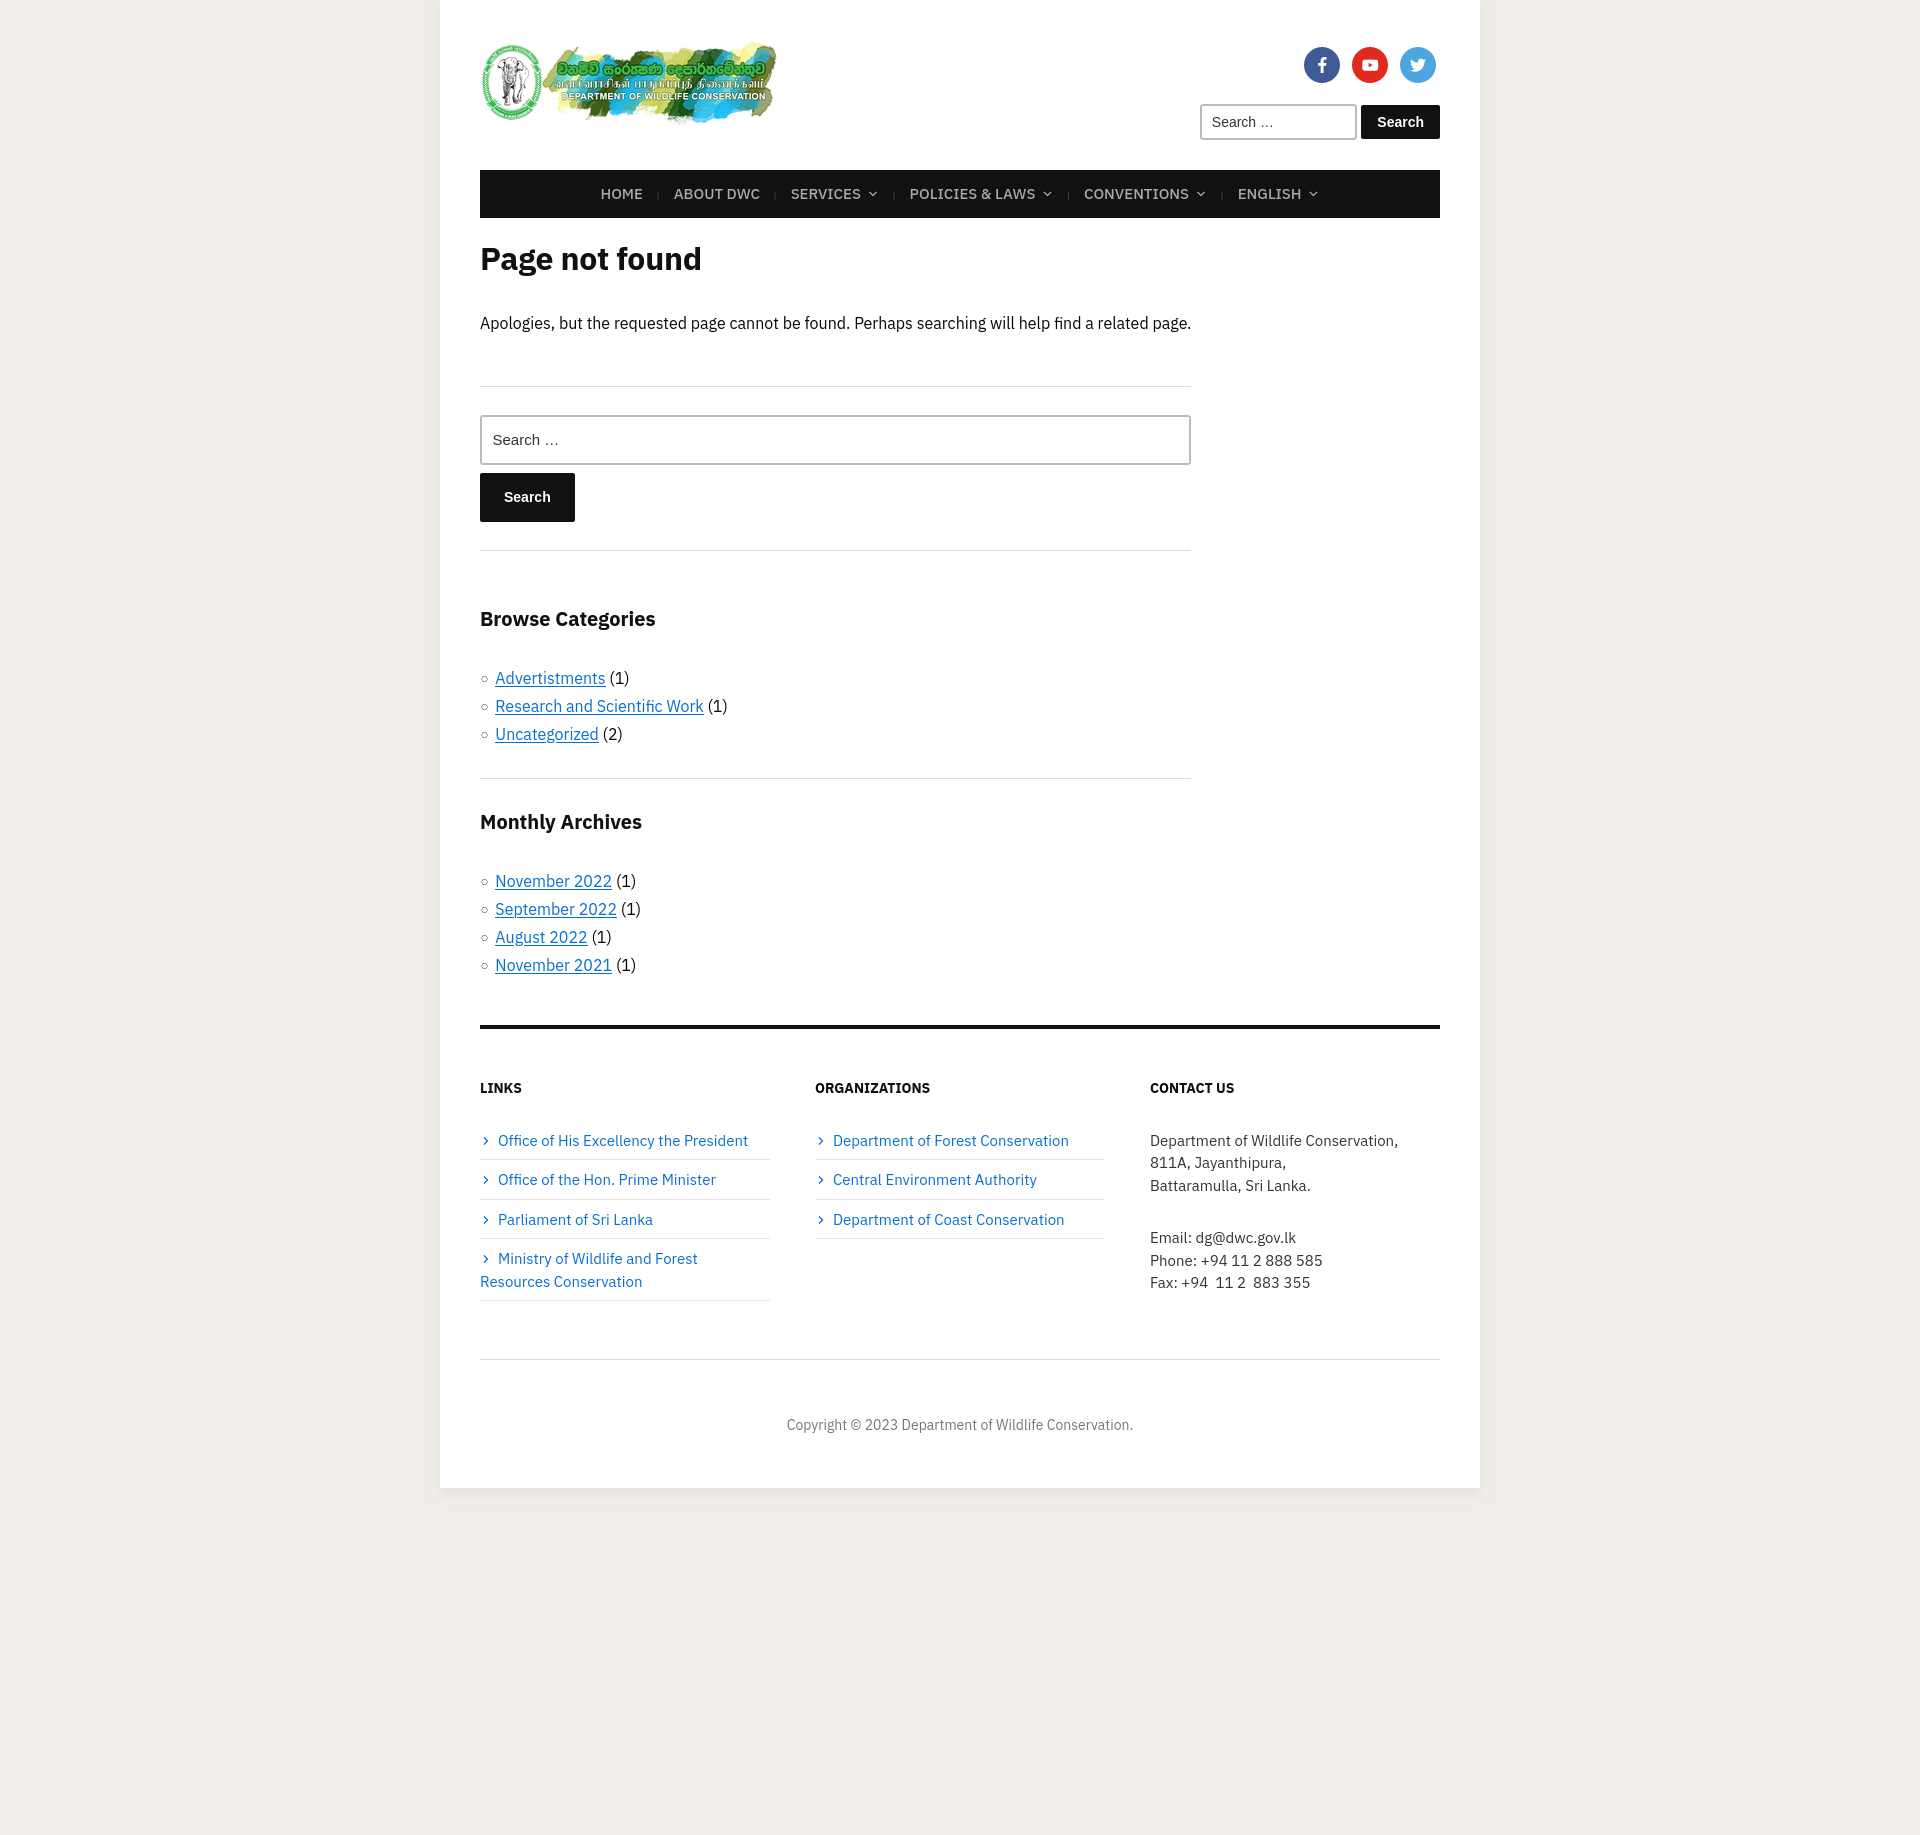 වනජීවී සංරක්ෂණ දෙපාර්තමේන්තුව
வனசீவராசிகள் பாதுகாப்புத் திணைக்களம்
DEPARTMENT OF WILDLIFE CONSERVATION
Search …
Search
HOME
ABOUT DWC
SERVICES
POLICIES & LAWS
CONVENTIONS
ENGLISH
Page not found
Apologies, but the requested page cannot be found. Perhaps searching will help find a related page.
Search …
Search
Browse Categories
Advertistments (1)
Research and Scientific Work (1)
Uncategorized (2)
Monthly Archives
November 2022 (1)
September 2022 (1)
August 2022 (1)
November 2021 (1)
LINKS
Office of His Excellency the President
Office of the Hon. Prime Minister
Parliament of Sri Lanka
Ministry of Wildlife and Forest
Resources Conservation
ORGANIZATIONS
Department of Forest Conservation
Central Environment Authority
Department of Coast Conservation
CONTACT US
Department of Wildlife Conservation,
811A, Jayanthipura,
Battaramulla, Sri Lanka.
Email: dg@dwc.gov.lk
Phone: +94 11 2 888 585
Fax: +94  11 2  883 355
Copyright © 2023 Department of Wildlife Conservation.